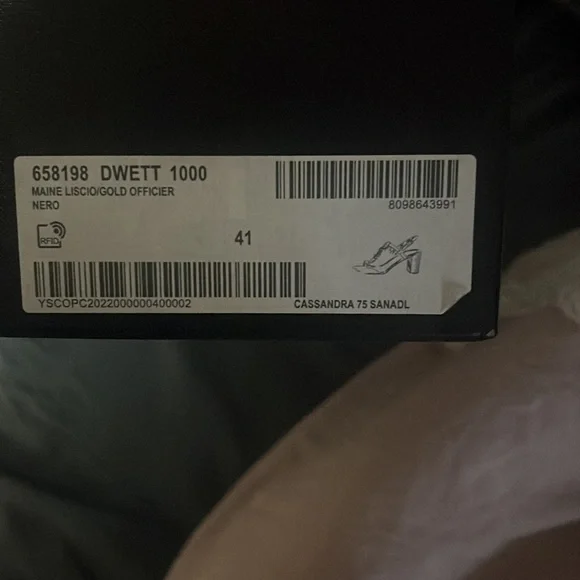 658198 DWETT 1000
MAINE LISCIO/GOLD OFFICIER
NERO
8098643991
RFID
41
YSCOPC2022000000400002
CASSANDRA 75 SANADL